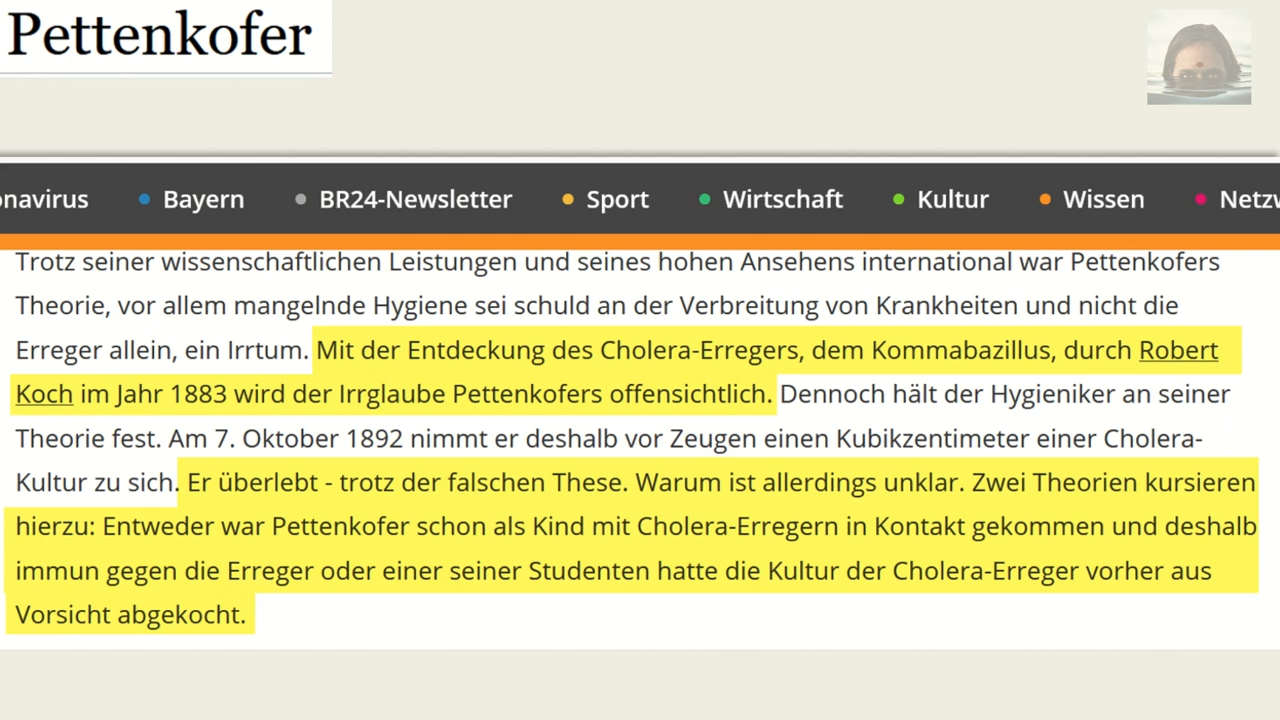 Pettenkofer
onavirus • Bayern • BR24-Newsletter • Sport • Wirtschaft • Kultur • Wissen • Netzw
Trotz seiner wissenschaftlichen Leistungen und seines hohen Ansehens international war Pettenkofers
Theorie, vor allem mangelnde Hygiene sei schuld an der Verbreitung von Krankheiten und nicht die
Erreger allein, ein Irrtum. Mit der Entdeckung des Cholera-Erregers, dem Kommabazillus, durch Robert
Koch im Jahr 1883 wird der Irrglaube Pettenkofers offensichtlich. Dennoch hält der Hygieniker an seiner
Theorie fest. Am 7. Oktober 1892 nimmt er deshalb vor Zeugen einen Kubikzentimeter einer Cholera-
Kultur zu sich. Er überlebt - trotz der falschen These. Warum ist allerdings unklar. Zwei Theorien kursieren
hierzu: Entweder war Pettenkofer schon als Kind mit Cholera-Erregern in Kontakt gekommen und deshalb
immun gegen die Erreger oder einer seiner Studenten hatte die Kultur der Cholera-Erreger vorher aus
Vorsicht abgekocht.